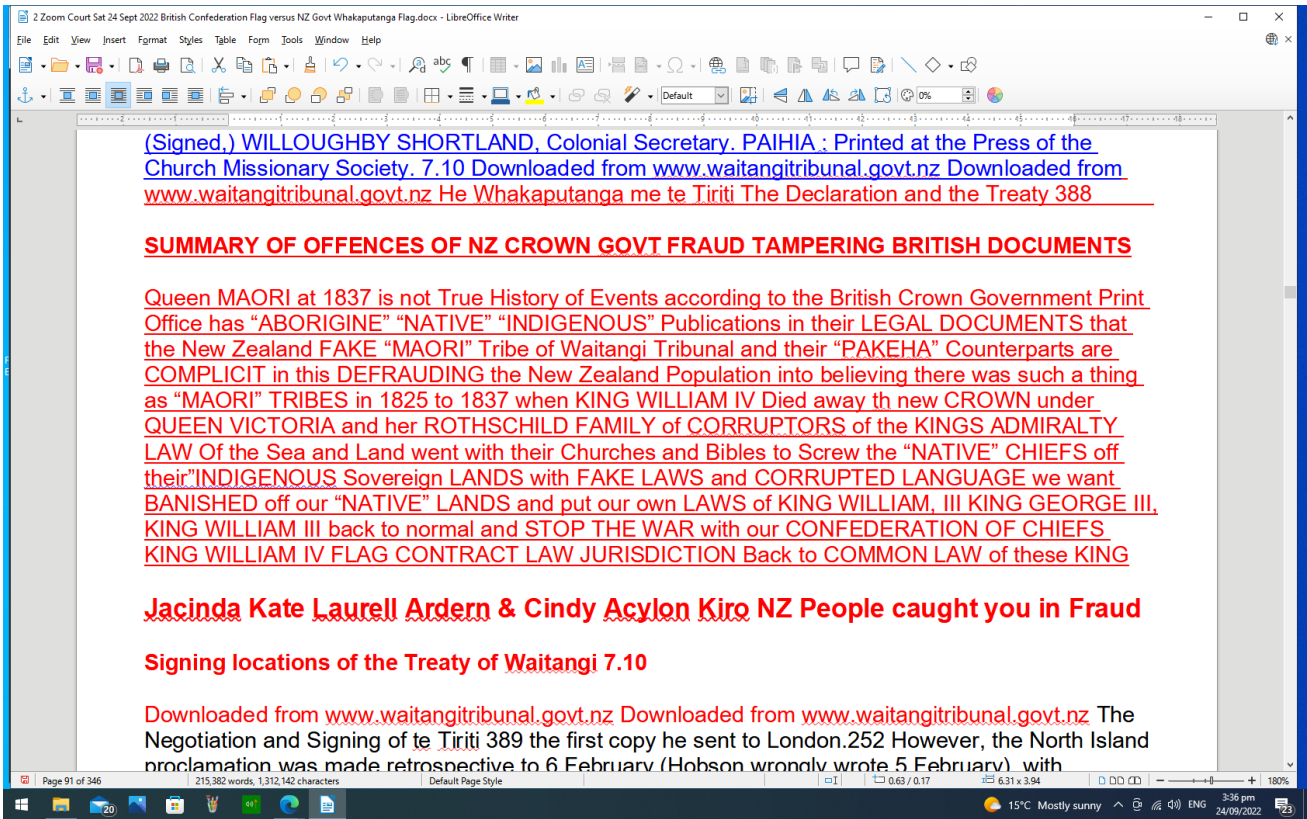 2 Zoom Court Sat 24 Sept 2022 British Confederation Flag versus NZ Govt Whakaputanga Flag.docx - LibreOffice Writer
File Edit View Insert Format Styles Table Form Tools Window Help
Default
0%
(Signed,) WILLOUGHBY SHORTLAND, Colonial Secretary. PAIHIA : Printed at the Press of the
Church Missionary Society. 7.10 Downloaded from www.waitangitribunal.govt.nz Downloaded from
www.waitangitribunal.govt.nz He Whakaputanga me te Tiriti The Declaration and the Treaty 388
SUMMARY OF OFFENCES OF NZ CROWN GOVT FRAUD TAMPERING BRITISH DOCUMENTS
Queen MAORI at 1837 is not True History of Events according to the British Crown Government Print
Office has “ABORIGINE” “NATIVE” “INDIGENOUS” Publications in their LEGAL DOCUMENTS that
the New Zealand FAKE “MAORI” Tribe of Waitangi Tribunal and their “PAKEHA” Counterparts are
COMPLICIT in this DEFRAUDING the New Zealand Population into believing there was such a thing
as “MAORI” TRIBES in 1825 to 1837 when KING WILLIAM IV Died away th new CROWN under
QUEEN VICTORIA and her ROTHSCHILD FAMILY of CORRUPTORS of the KINGS ADMIRALTY
LAW Of the Sea and Land went with their Churches and Bibles to Screw the “NATIVE” CHIEFS off
their”INDIGENOUS Sovereign LANDS with FAKE LAWS and CORRUPTED LANGUAGE we want
BANISHED off our “NATIVE” LANDS and put our own LAWS of KING WILLIAM, III KING GEORGE III,
KING WILLIAM III back to normal and STOP THE WAR with our CONFEDERATION OF CHIEFS
KING WILLIAM IV FLAG CONTRACT LAW JURISDICTION Back to COMMON LAW of these KING
Jacinda Kate Laurell Ardern & Cindy Acylon Kiro NZ People caught you in Fraud
Signing locations of the Treaty of Waitangi 7.10
Downloaded from www.waitangitribunal.govt.nz Downloaded from www.waitangitribunal.govt.nz The
Negotiation and Signing of te Tiriti 389 the first copy he sent to London.252 However, the North Island
proclamation was made retrospective to 6 February (Hobson wrongly wrote 5 February), with
Page 91 of 346 215,382 words, 1,312,142 characters Default Page Style 0.63 / 0.17 6.31 x 3.94 180%
20 15°C Mostly sunny ENG 3:36 pm
24/09/2022 23